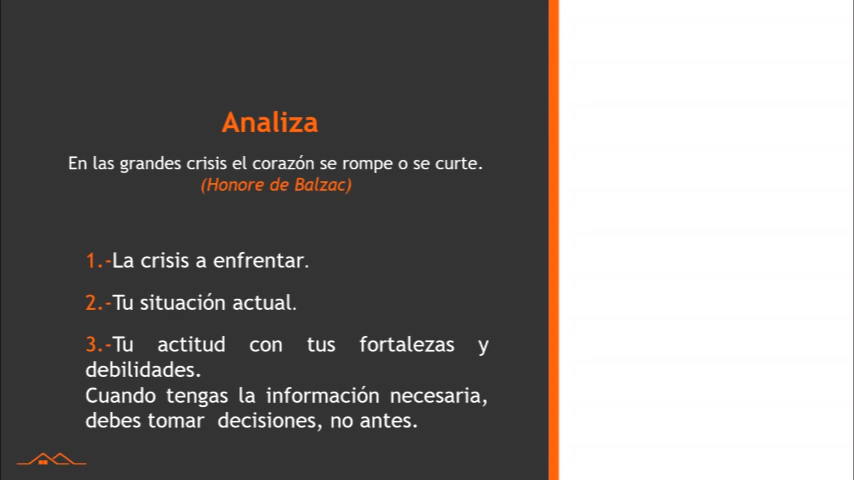 Analiza
En las grandes crisis el corazón se rompe o se curte.
(Honore de Balzac)
1.-La crisis a enfrentar.
2.-Tu situación actual.
3.-Tu actitud con tus fortalezas y
debilidades.
Cuando tengas la información necesaria,
debes tomar  decisiones, no antes.